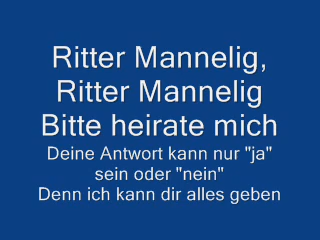 Ritter Mannelig,
Ritter Mannelig
Bitte heirate mich
Deine Antwort kann nur "ja"
sein oder "nein"
Denn ich kann dir alles geben